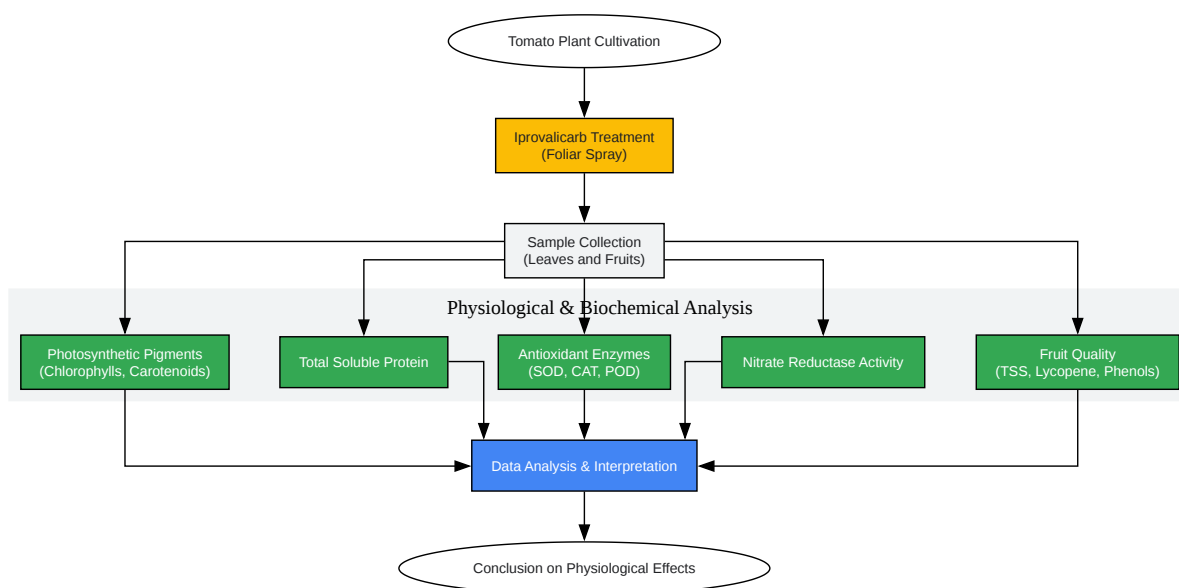 Tomato Plant Cultivation
Iprovalicarb Treatment
(Foliar Spray)
Sample Collection
(Leaves and Fruits)
Physiological & Biochemical Analysis
Photosynthetic Pigments
(Chlorophylls, Carotenoids)
Total Soluble Protein
Antioxidant Enzymes
(SOD, CAT, POD)
Nitrate Reductase Activity
Fruit Quality
(TSS, Lycopene, Phenols)
Data Analysis & Interpretation
Conclusion on Physiological Effects